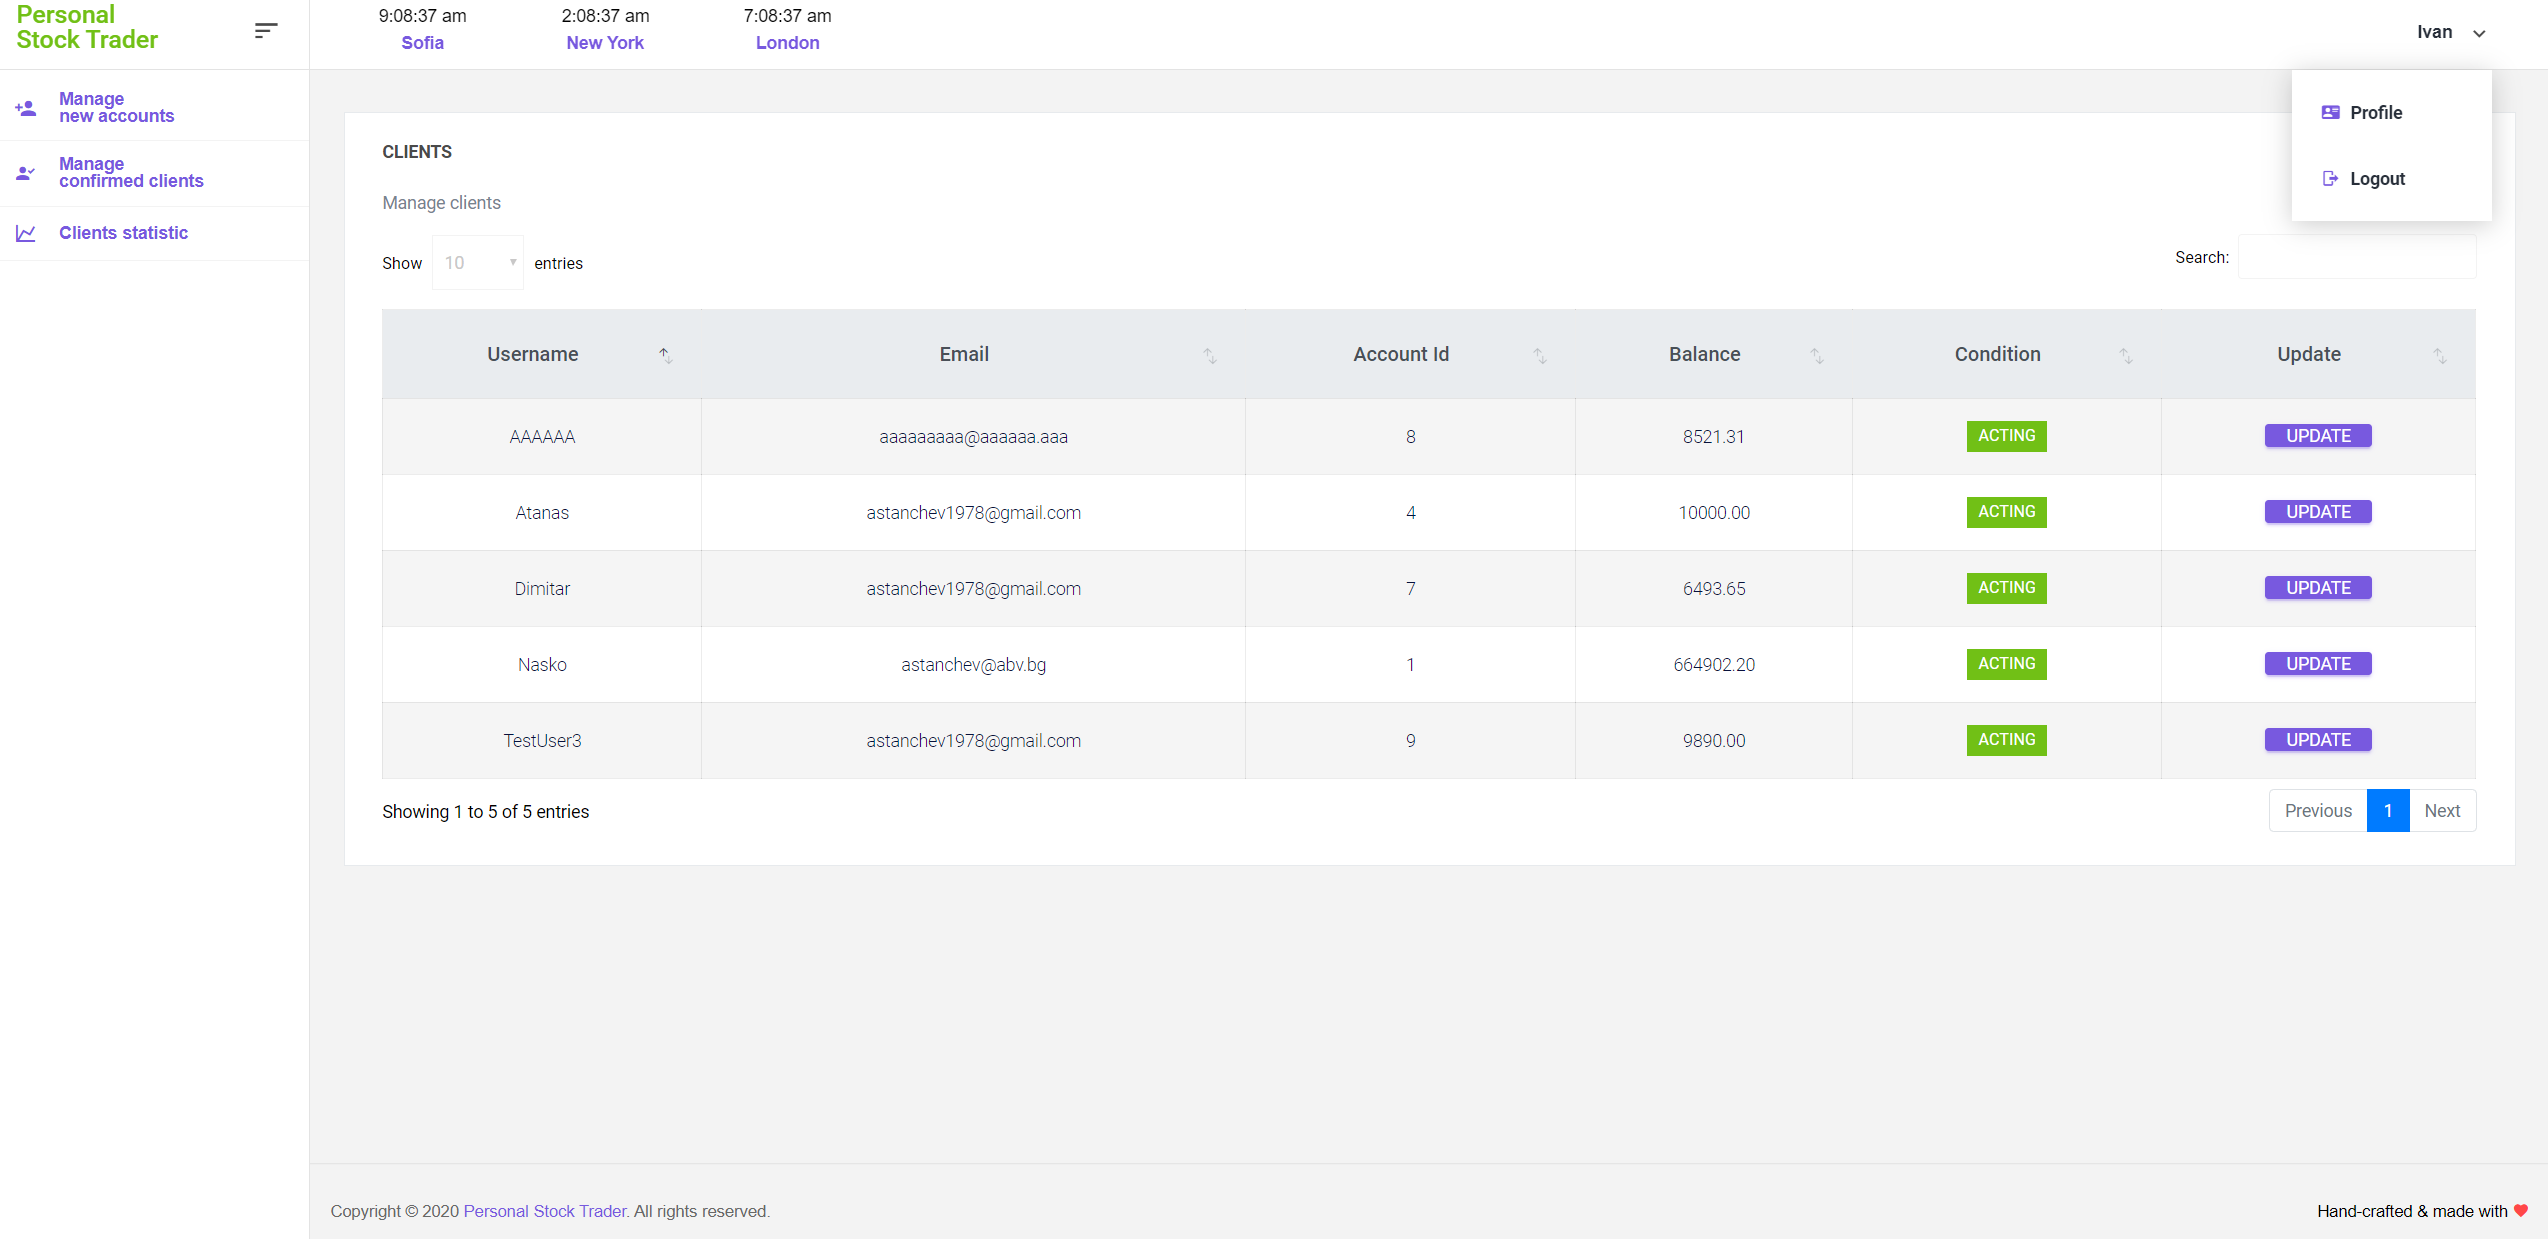 Personal
Stock Trader
9:08:37 am 2:08:37 am 7:08:37 am
Sofia New York London
Ivan
Profile
Logout
Manage
new accounts
Manage
confirmed clients
Clients statistic
CLIENTS
Manage clients
Show 10 entries
Search:
Username Email Account Id Balance Condition Update
AAAAAA aaaaaaaaa@aaaaaa.aaa 8 8521.31 ACTING UPDATE
Atanas astanchev1978@gmail.com 4 10000.00 ACTING UPDATE
Dimitar astanchev1978@gmail.com 7 6493.65 ACTING UPDATE
Nasko astanchev@abv.bg 1 664902.20 ACTING UPDATE
TestUser3 astanchev1978@gmail.com 9 9890.00 ACTING UPDATE
Showing 1 to 5 of 5 entries
Previous 1 Next
Copyright © 2020 Personal Stock Trader. All rights reserved.
Hand-crafted & made with